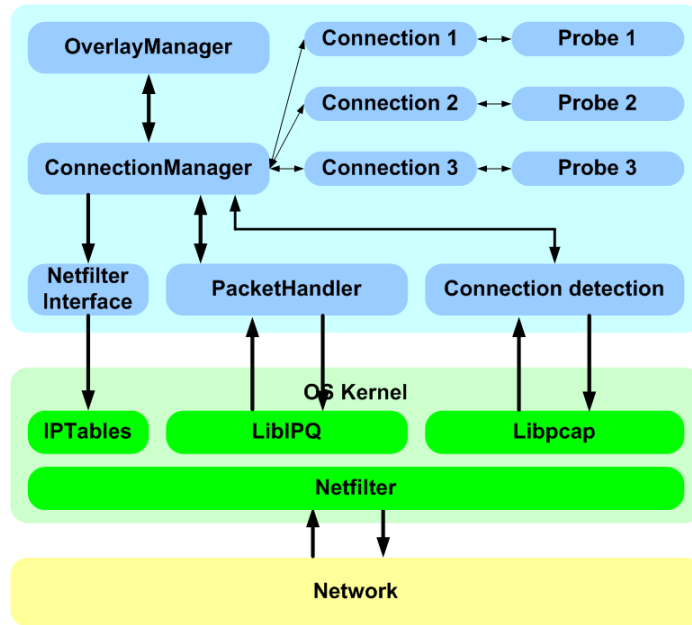 OverlayManager
Connection 1
Probe 1
Connection 2
Probe 2
ConnectionManager
Connection 3
Probe 3
Netfilter
Interface
PacketHandler
Connection detection
OS Kernel
IPTables
LibIPQ
Libpcap
Netfilter
Network